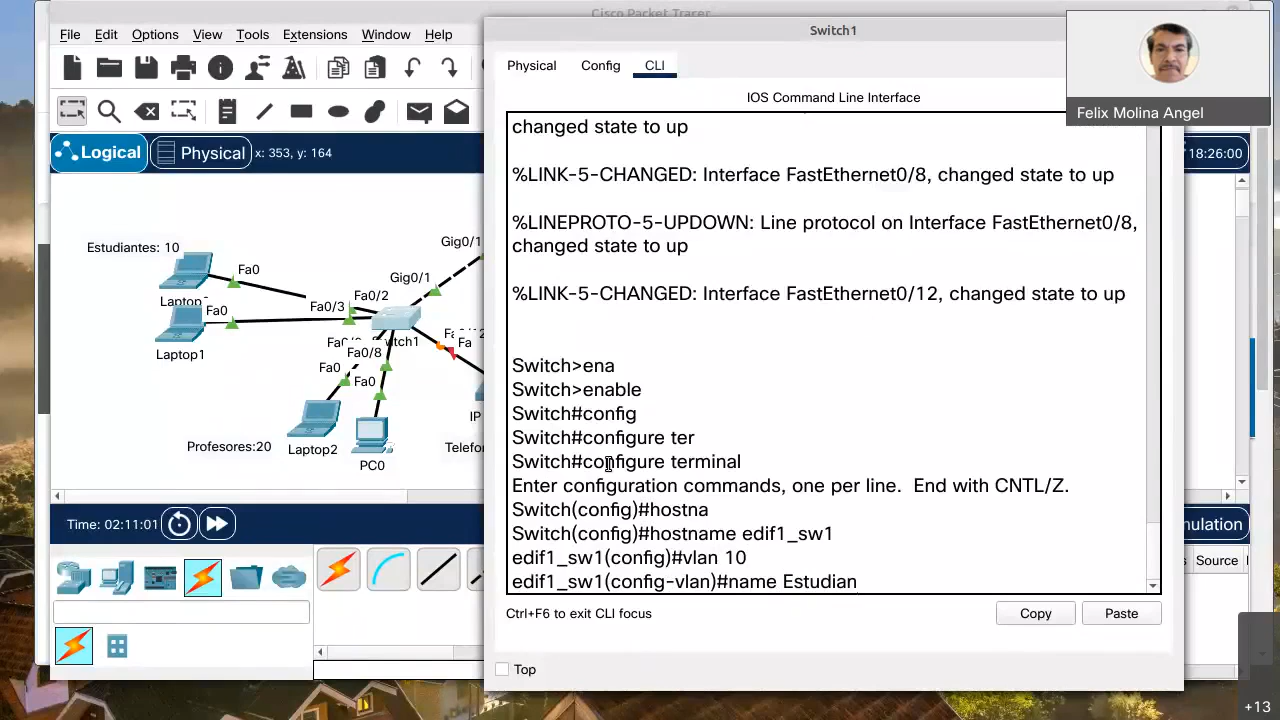 Cisco Packet Tracer
File Edit Options View Tools Extensions Window Help
Logical
Physical
x: 353, y: 164
18:26:00
Estudiantes: 10
Fa0
Fa0
Laptop1
Gig0/1
Gig0/1
Fa0/2
Fa0/3
Fa0/8
Fa0
Fa0
Laptop2
PC0
Profesores:20
IP
Telefon
Time: 02:11:01
Source
Switch1
Physical Config CLI
IOS Command Line Interface
changed state to up
%LINK-5-CHANGED: Interface FastEthernet0/8, changed state to up
%LINEPROTO-5-UPDOWN: Line protocol on Interface FastEthernet0/8,
changed state to up
%LINK-5-CHANGED: Interface FastEthernet0/12, changed state to up
Switch>ena
Switch>enable
Switch#config
Switch#configure ter
Switch#configure terminal
Enter configuration commands, one per line.  End with CNTL/Z.
Switch(config)#hostna
Switch(config)#hostname edif1_sw1
edif1_sw1(config)#vlan 10
edif1_sw1(config-vlan)#name Estudian
Ctrl+F6 to exit CLI focus
Copy
Paste
Top
Felix Molina Angel
+13